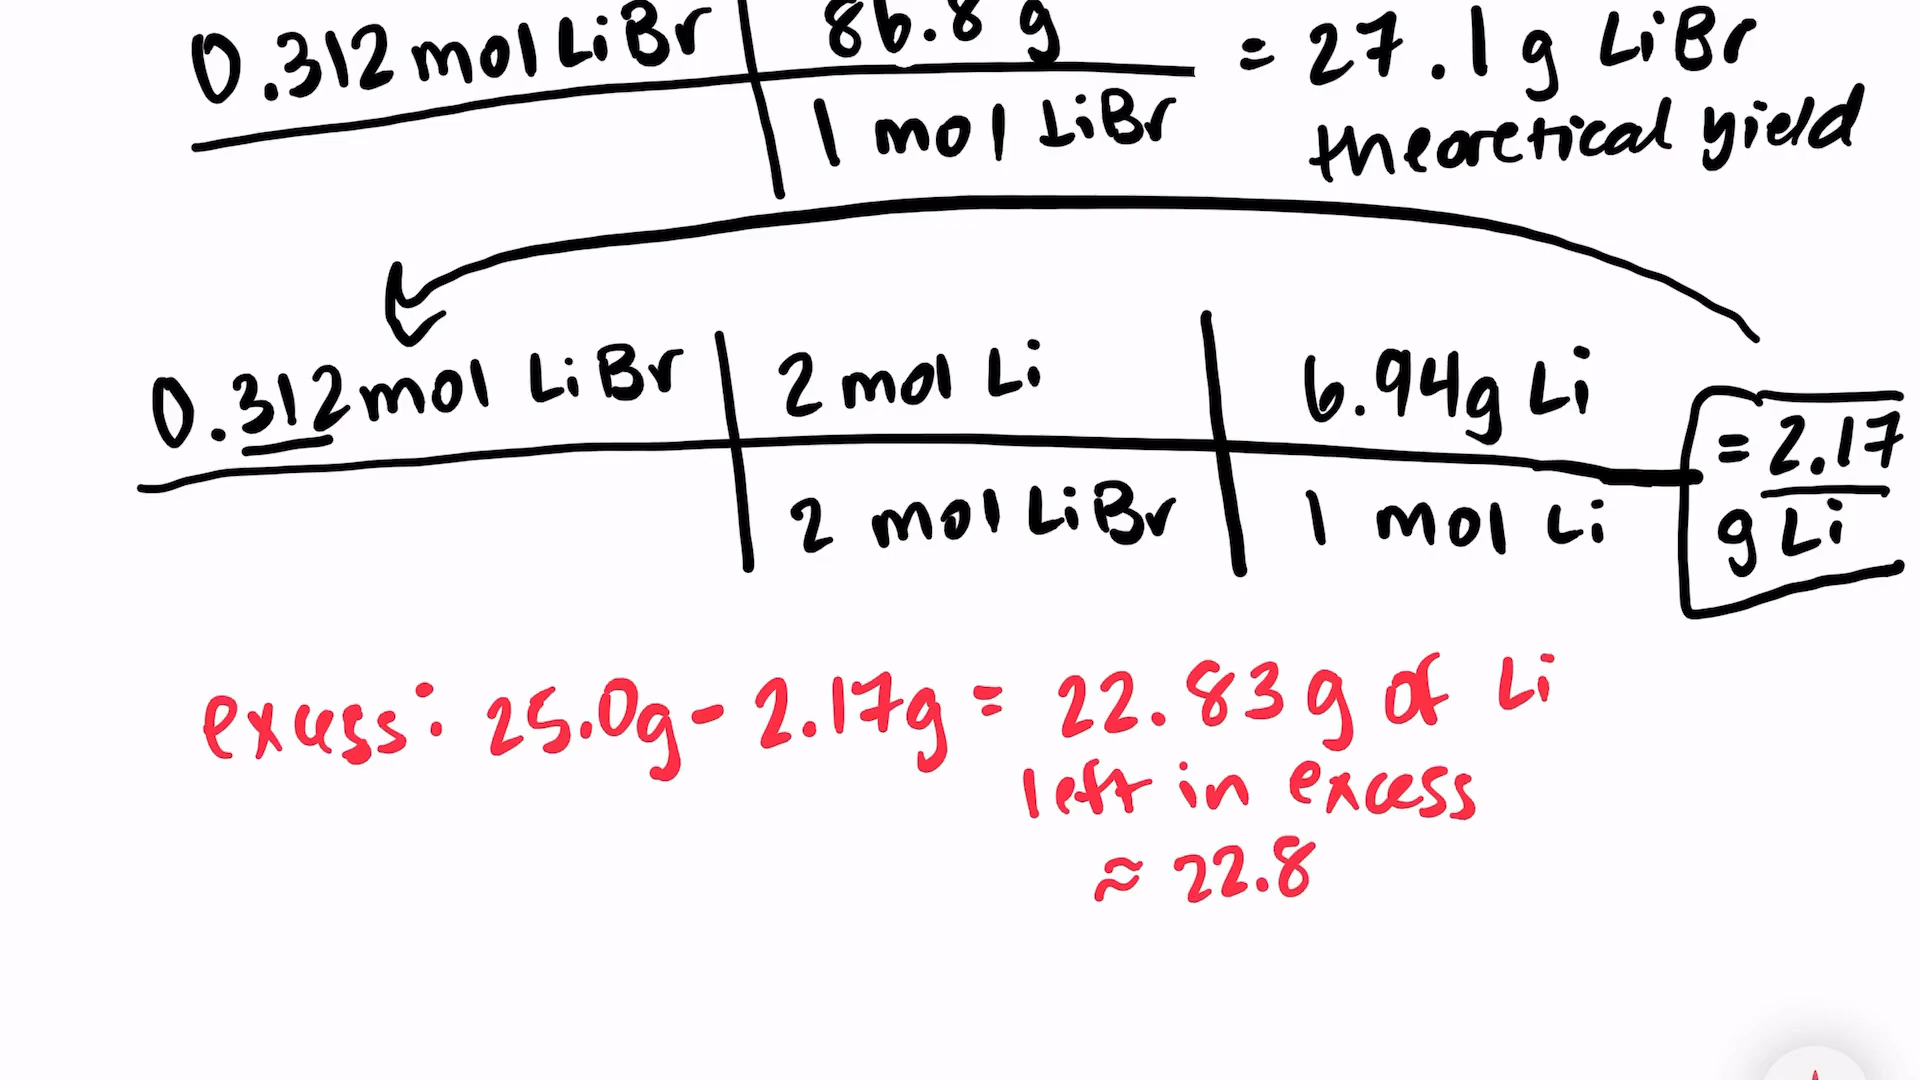 0.312 mol LiBr | 86.8 g = 27.1 g LiBr
1 mol LiBr theoretical yield
0.312 mol LiBr | 2 mol Li | 6.94g Li = 2.17
2 mol LiBr | 1 mol Li g Li
excess: 25.0g - 2.17g = 22.83 g of Li
left in excess
≈ 22.8